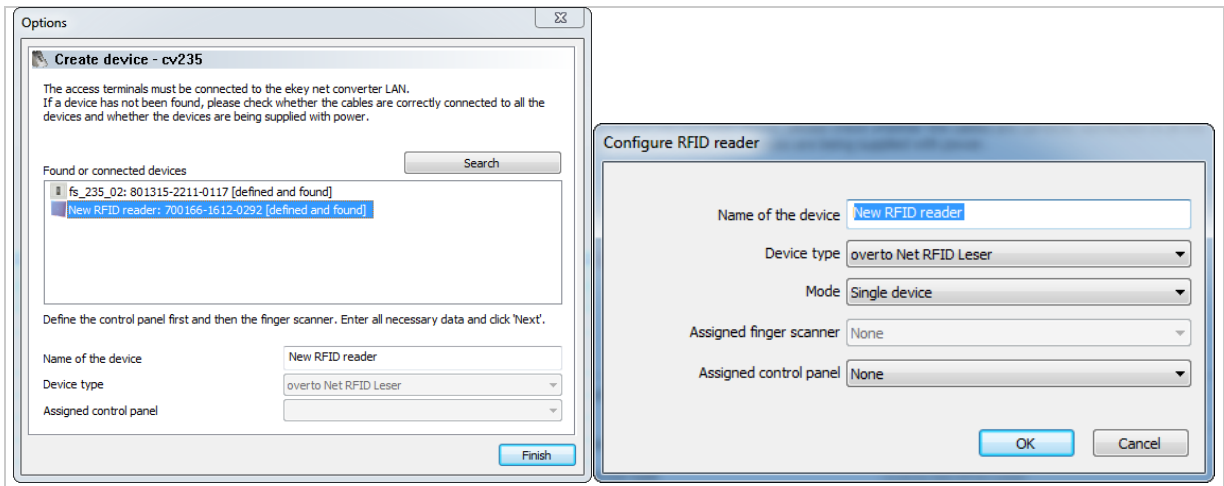 Options
Create device - cv235
The access terminals must be connected to the ekey net converter LAN.
If a device has not been found, please check whether the cables are correctly connected to all the
devices and whether the devices are being supplied with power.
Found or connected devices
Search
fs_235_02: 801315-2211-0117 [defined and found]
New RFID reader: 700166-1612-0292 [defined and found]
Define the control panel first and then the finger scanner. Enter all necessary data and click 'Next'.
Name of the device New RFID reader
Device type overto Net RFID Leser
Assigned control panel
Finish
Configure RFID reader
Name of the device New RFID reader
Device type overto Net RFID Leser
Mode Single device
Assigned finger scanner None
Assigned control panel None
OK Cancel